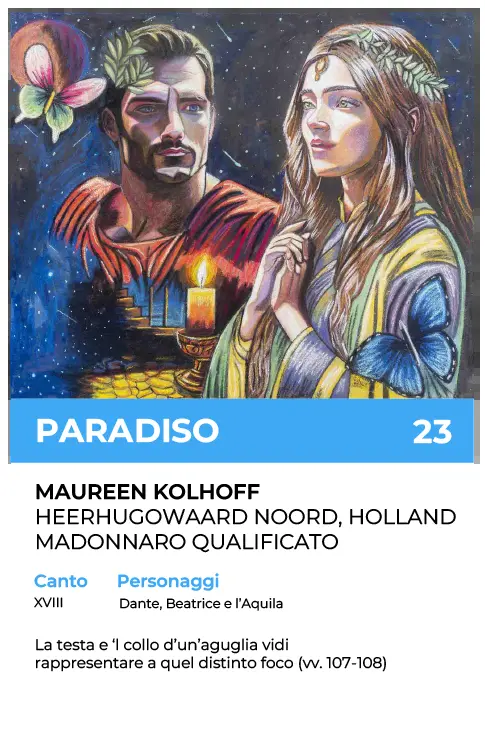 PARADISO 23
MAUREEN KOLHOFF
HEERHUGOWAARD NOORD, HOLLAND
MADONNARO QUALIFICATO
Canto Personaggi
XVIII Dante, Beatrice e l’Aquila
La testa e ‘l collo d’un’aguglia vidi
rappresentare a quel distinto foco (vv. 107-108)